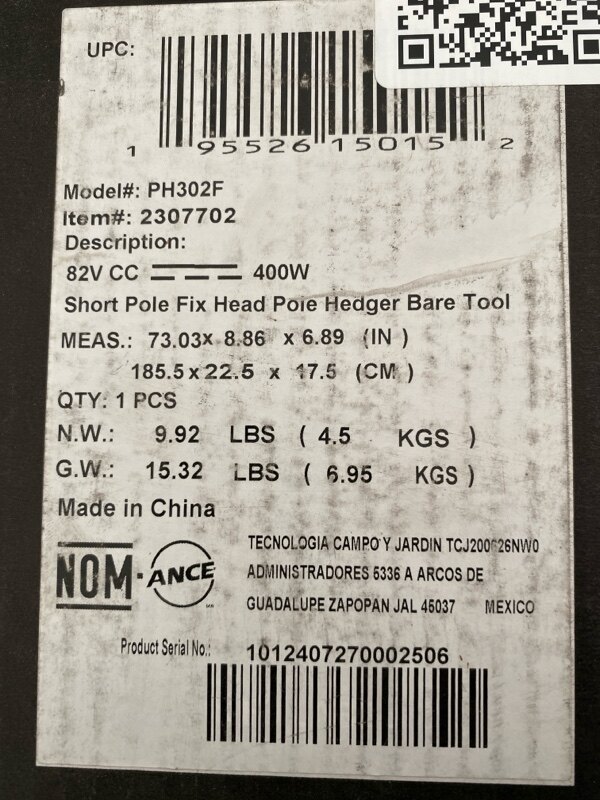 UPC:
1 95526 15015 2
Model#: PH302F
Item#: 2307702
Description:
82V CC 400W
Short Pole Fix Head Pole Hedger Bare Tool
MEAS.: 73.03x 8.86 x 6.89 (IN )
185.5 x 22.5 x 17.5 (CM )
QTY: 1 PCS
N.W.: 9.92 LBS ( 4.5 KGS )
G.W.: 15.32 LBS ( 6.95 KGS )
Made in China
NOM-ANCE
TECNOLOGIA CAMPO Y JARDIN
ADMINISTRADORES 5336 A ARCOS DE
GUADALUPE ZAPOPAN JAL 45037 MEXICO
Product Serial No.: 1012407270002506